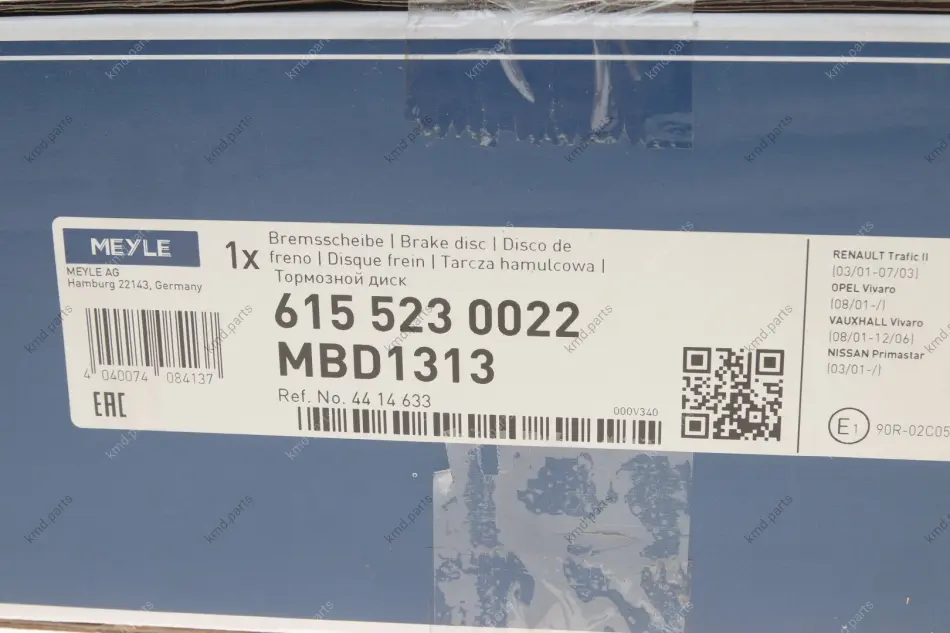 MEYLE
MEYLE AG
Hamburg 22143, Germany
4 040074 084137
EAC
1x
Bremsscheibe | Brake disc | Disco de
freno | Disque frein | Tarcza hamulcowa |
Тормозной диск
615 523 0022
MBD1313
Ref. No. 44 14 633
000V340
RENAULT Trafic II
(03/01-07/03)
OPEL Vivaro
(08/01-/)
VAUXHALL Vivaro
(08/01-12/06)
NISSAN Primastar
(03/01-/)
E1 90R-02C05
kmd.parts